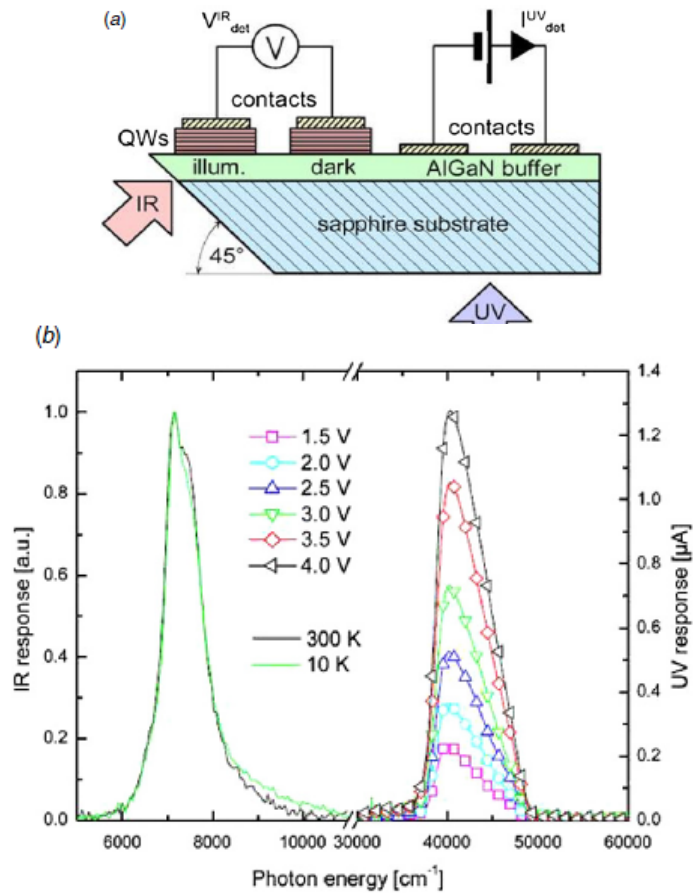 (a)
V^IR_det
V
I^UV_det
contacts
contacts
QWs
illum.
dark
AlGaN buffer
IR
sapphire substrate
45°
UV
(b)
1.0
0.8
0.6
0.4
0.2
0.0
IR response [a.u.]
1.5 V
2.0 V
2.5 V
3.0 V
3.5 V
4.0 V
300 K
10 K
1.4
1.2
1.0
0.8
0.6
0.4
0.2
0.0
UV response [µA]
6000 8000 10000 300000 40000 50000 60000
Photon energy [cm⁻¹]